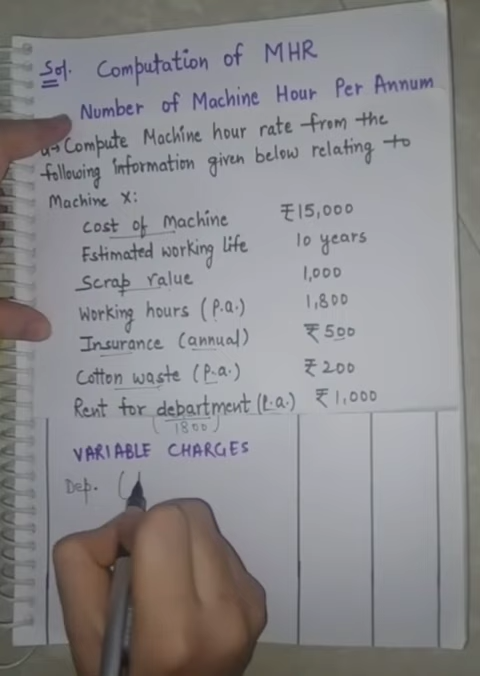 Sol. Computation of MHR
Number of Machine Hour Per Annum
Q→ Compute Machine hour rate from the
following information given below relating to
Machine X:
Cost of Machine ₹15,000
Estimated working life 10 years
Scrap value 1,000
Working hours (p.a.) 1,800
Insurance (annual) ₹500
Cotton waste (p.a.) ₹200
Rent for department (p.a.) ₹1,000
(1800)
VARIABLE CHARGES
Dep. (